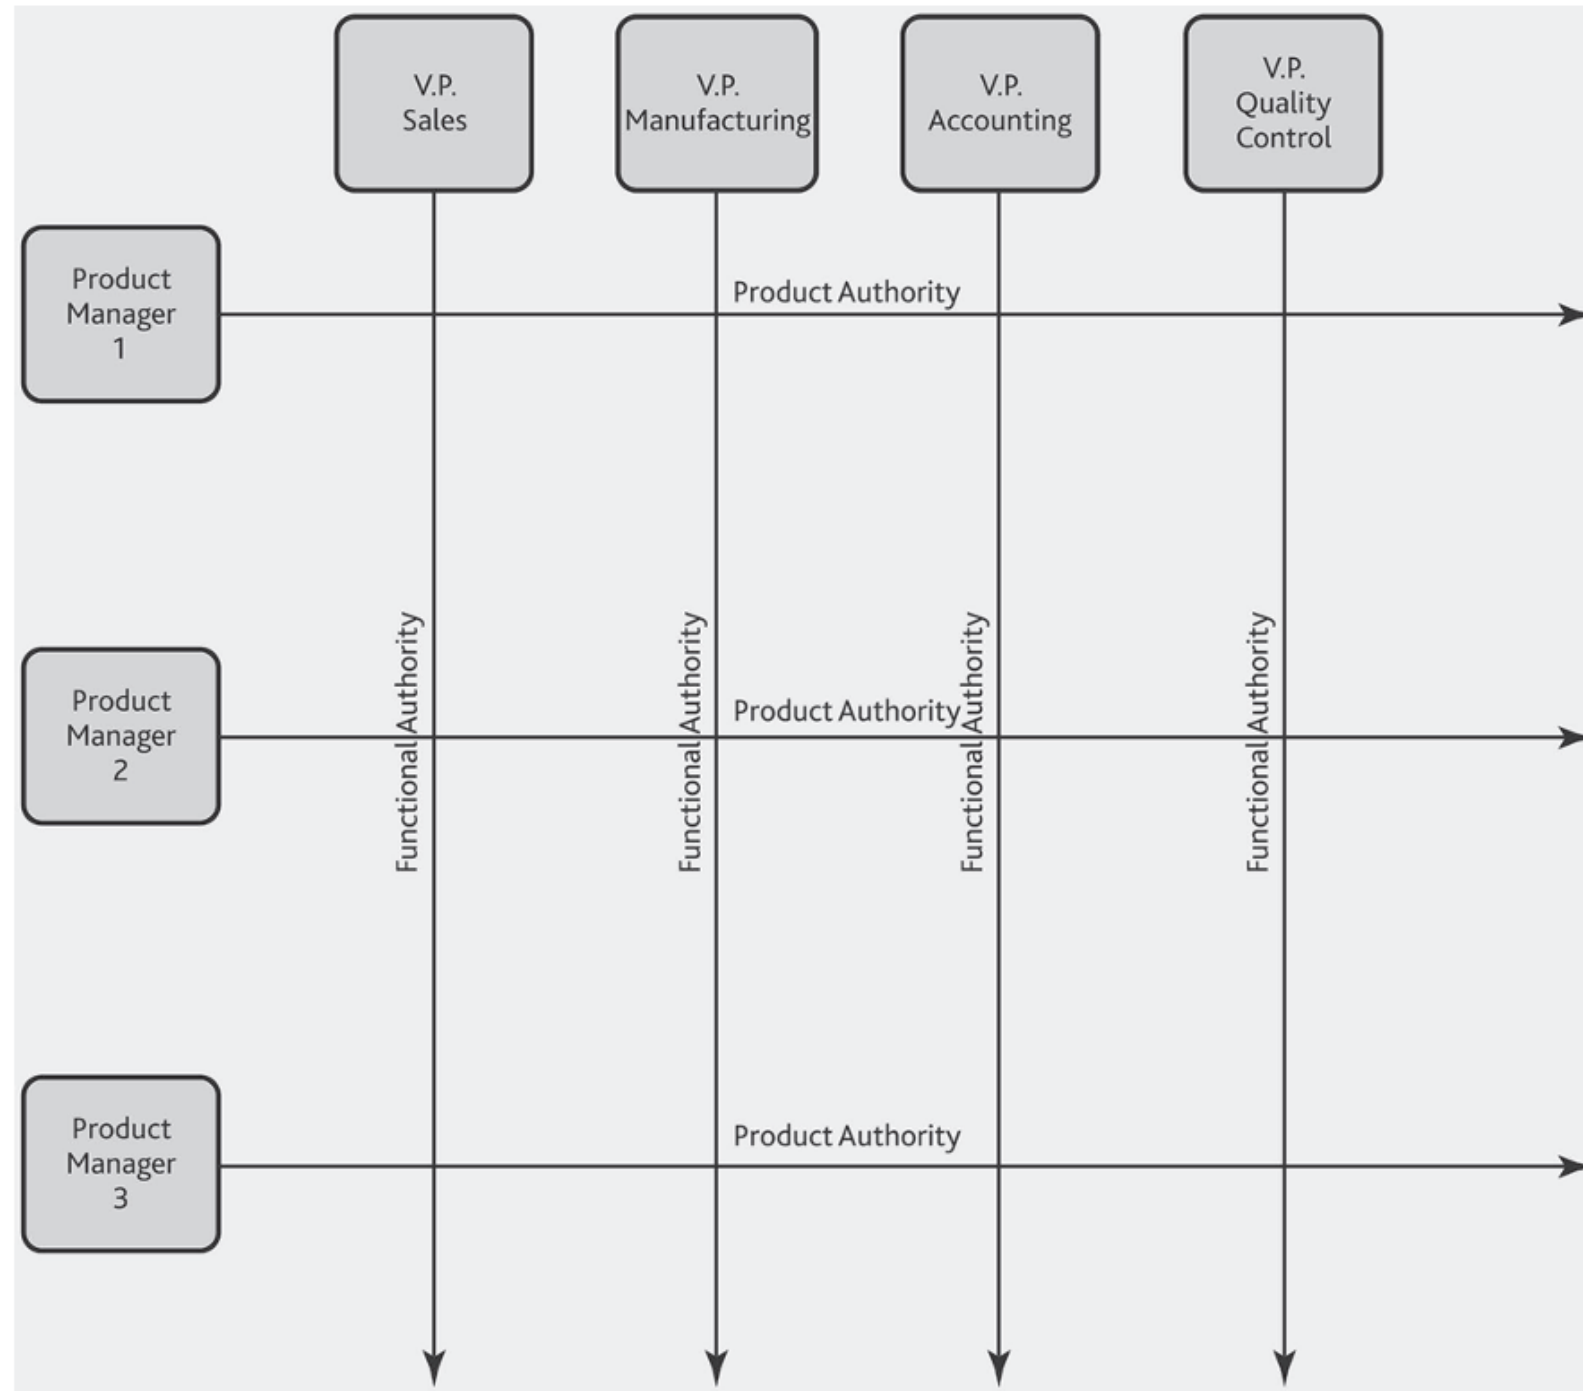 V.P.
Sales
V.P.
Manufacturing
V.P.
Accounting
V.P.
Quality
Control
Product
Manager
1
Product Authority
Product
Manager
2
Product Authority
Functional Authority
Functional Authority
Functional Authority
Functional Authority
Product
Manager
3
Product Authority